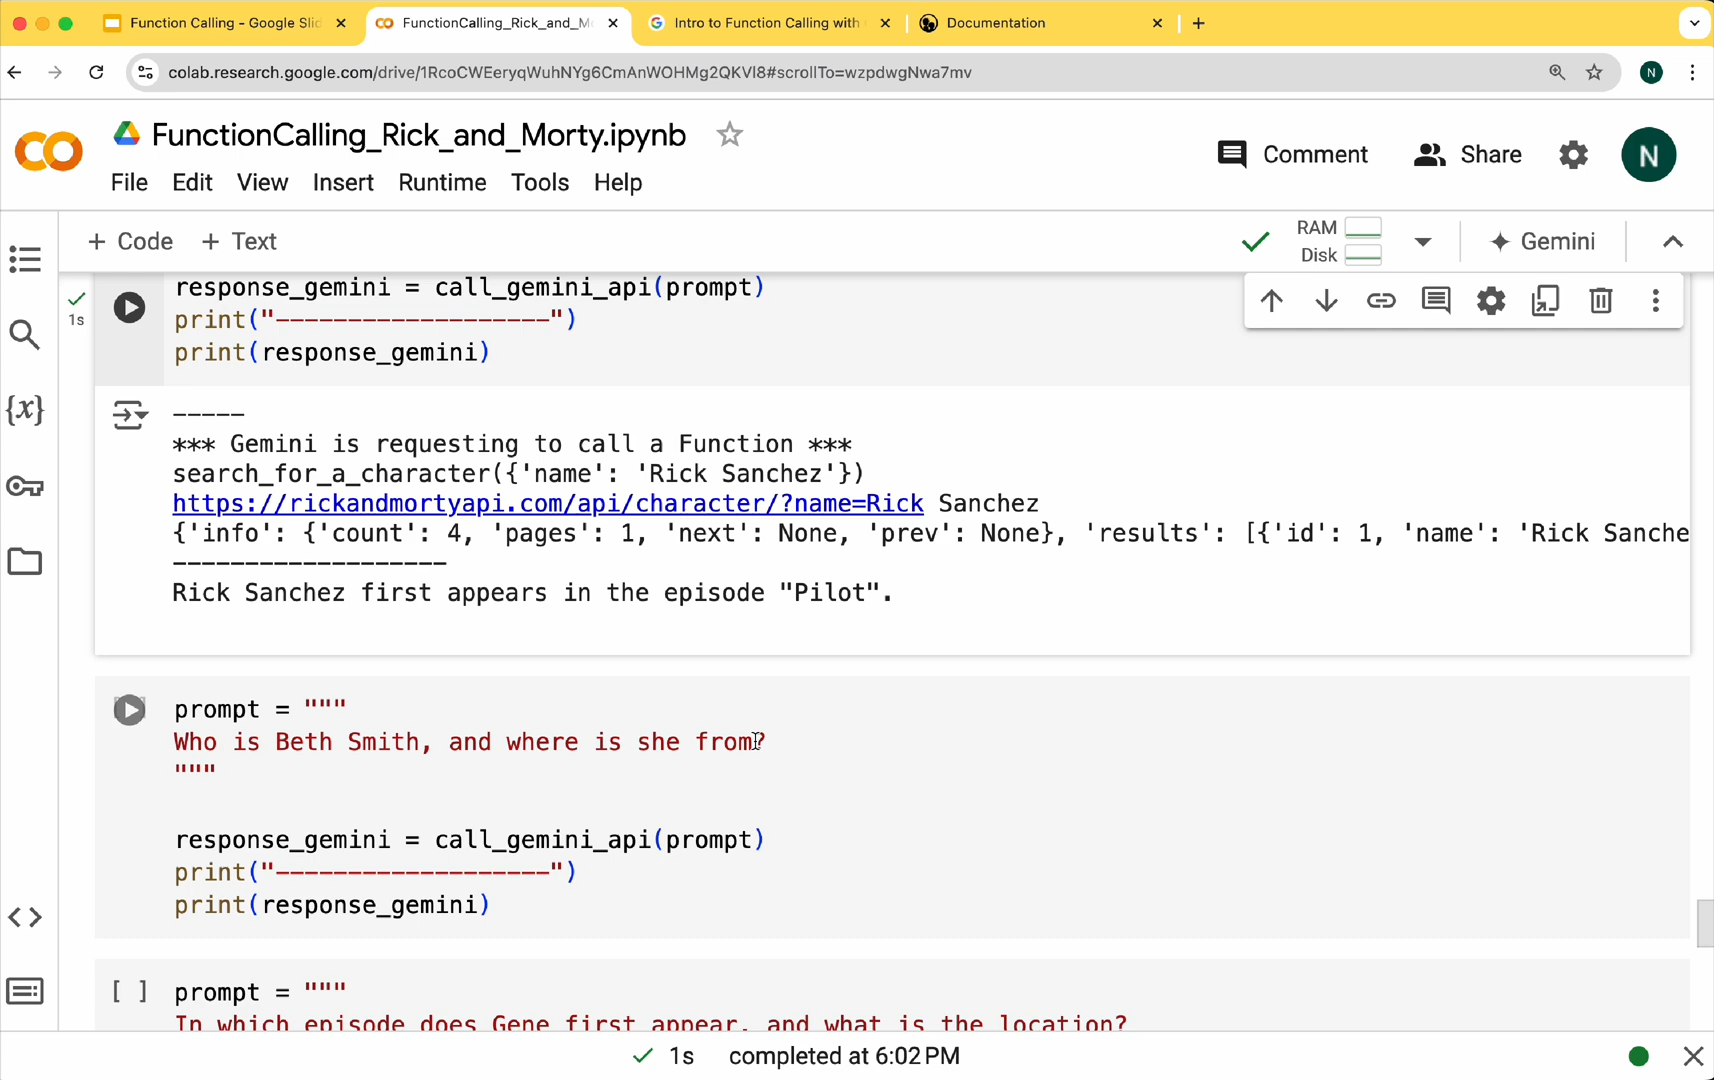 Function Calling - Google Slid
FunctionCalling_Rick_and_Mo
Intro to Function Calling with
Documentation
colab.research.google.com/drive/1RcoCWEeryqWuhNYg6CmAnWOHMg2QKVl8#scrollTo=wzpdwgNwa7mv
N
CO
FunctionCalling_Rick_and_Morty.ipynb
Comment
Share
N
File Edit View Insert Runtime Tools Help
+ Code + Text
RAM
Disk
Gemini
1s
response_gemini = call_gemini_api(prompt)
print("-------------------")
print(response_gemini)
-----
*** Gemini is requesting to call a Function ***
search_for_a_character({'name': 'Rick Sanchez'})
https://rickandmortyapi.com/api/character/?name=Rick Sanchez
{'info': {'count': 4, 'pages': 1, 'next': None, 'prev': None}, 'results': [{'id': 1, 'name': 'Rick Sanche
-------------------
Rick Sanchez first appears in the episode "Pilot".
prompt = """
Who is Beth Smith, and where is she from?
"""
response_gemini = call_gemini_api(prompt)
print("-------------------")
print(response_gemini)
[ ] prompt = """
In which episode does Gene first appear, and what is the location?
{x}
1s completed at 6:02 PM